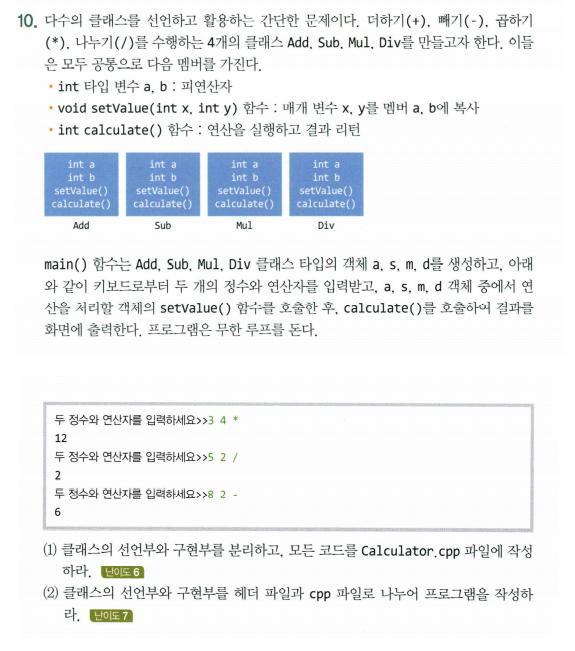 10. 다수의 클래스를 선언하고 활용하는 간단한 문제이다. 더하기(+), 빼기(-), 곱하기
(*), 나누기(/)를 수행하는 4개의 클래스 Add, Sub, Mul, Div를 만들고자 한다. 이들
은 모두 공통으로 다음 멤버를 가진다.
• int 타입 변수 a, b : 피연산자
• void setValue(int x, int y) 함수 : 매개 변수 x, y를 멤버 a, b에 복사
• int calculate() 함수 : 연산을 실행하고 결과 리턴
int a int a int a int a
int b int b int b int b
setValue() setValue() setValue() setValue()
calculate() calculate() calculate() calculate()
Add Sub Mul Div
main() 함수는 Add, Sub, Mul, Div 클래스 타입의 객체 a, s, m, d를 생성하고, 아래
와 같이 키보드로부터 두 개의 정수와 연산자를 입력받고, a, s, m, d 객체 중에서 연
산을 처리할 객체의 setValue() 함수를 호출한 후, calculate()를 호출하여 결과를
화면에 출력한다. 프로그램은 무한 루프를 돈다.
두 정수와 연산자를 입력하세요>>3 4 *
12
두 정수와 연산자를 입력하세요>>5 2 /
2
두 정수와 연산자를 입력하세요>>8 2 -
6
(1) 클래스의 선언부와 구현부를 분리하고, 모든 코드를 Calculator.cpp 파일에 작성
하라. 난이도 6
(2) 클래스의 선언부와 구현부를 헤더 파일과 cpp 파일로 나누어 프로그램을 작성하
라. 난이도 7